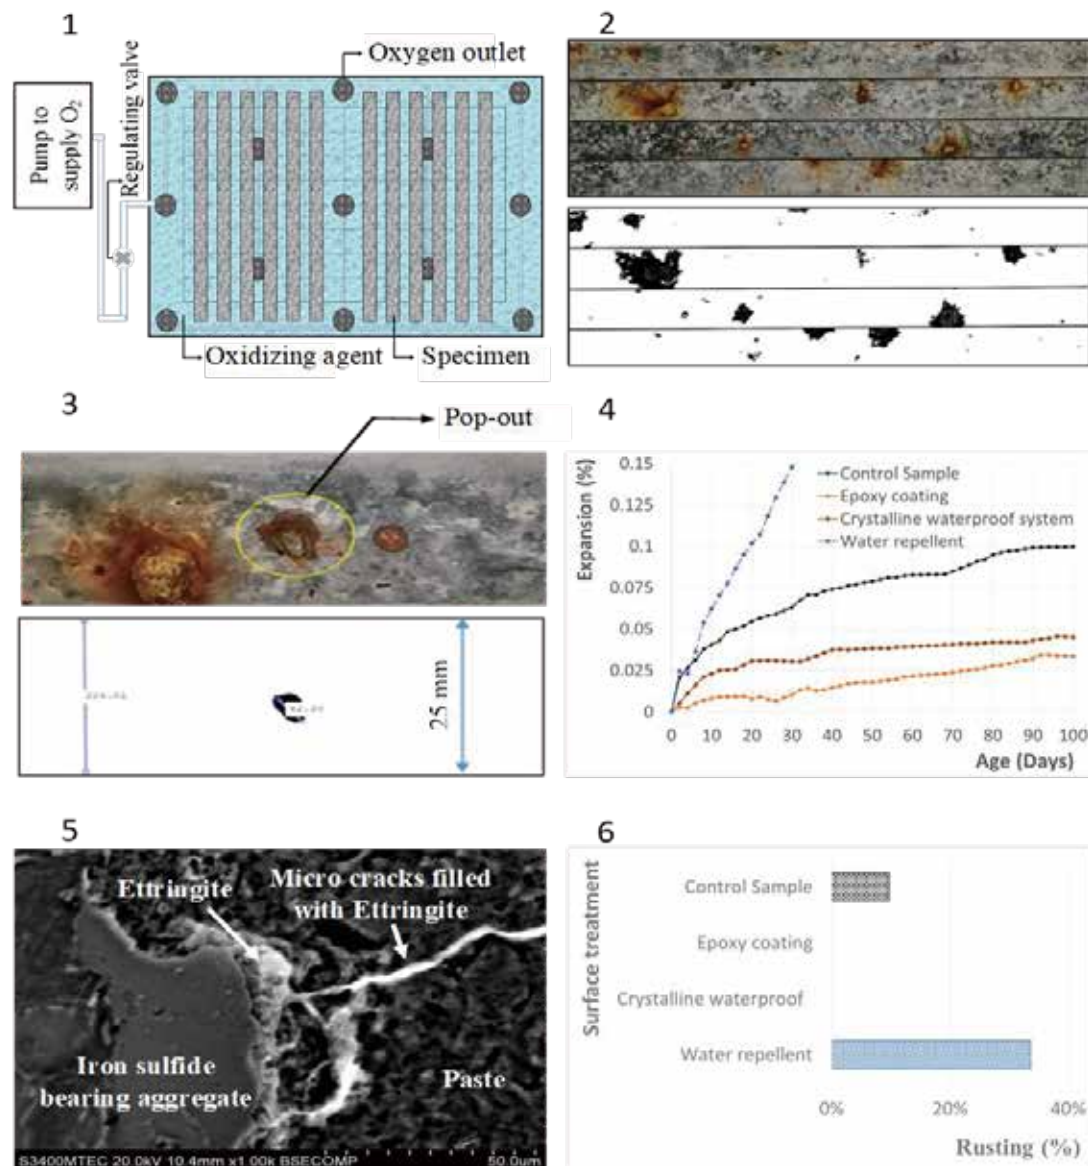 1
Oxygen outlet
Regulating valve
Pump to
supply O₂
Oxidizing agent
Specimen
2
3
Pop-out
25 mm
4
0.15
0.125
0.1
0.075
0.05
0.025
0
Expansion (%)
Control Sample
Epoxy coating
Crystalline waterproof system
Water repellent
0 10 20 30 40 50 60 70 80 90 100
Age (Days)
5
Ettringite
Micro cracks filled
with Ettringite
Iron sulfide
bearing aggregate
Paste
S3400MTEC 20.0kV 10.4mm x1.00k BSECOMP
50.0um
6
Surface treatment
Control Sample
Epoxy coating
Crystalline waterproof
Water repellent
0% 20% 40%
Rusting (%)